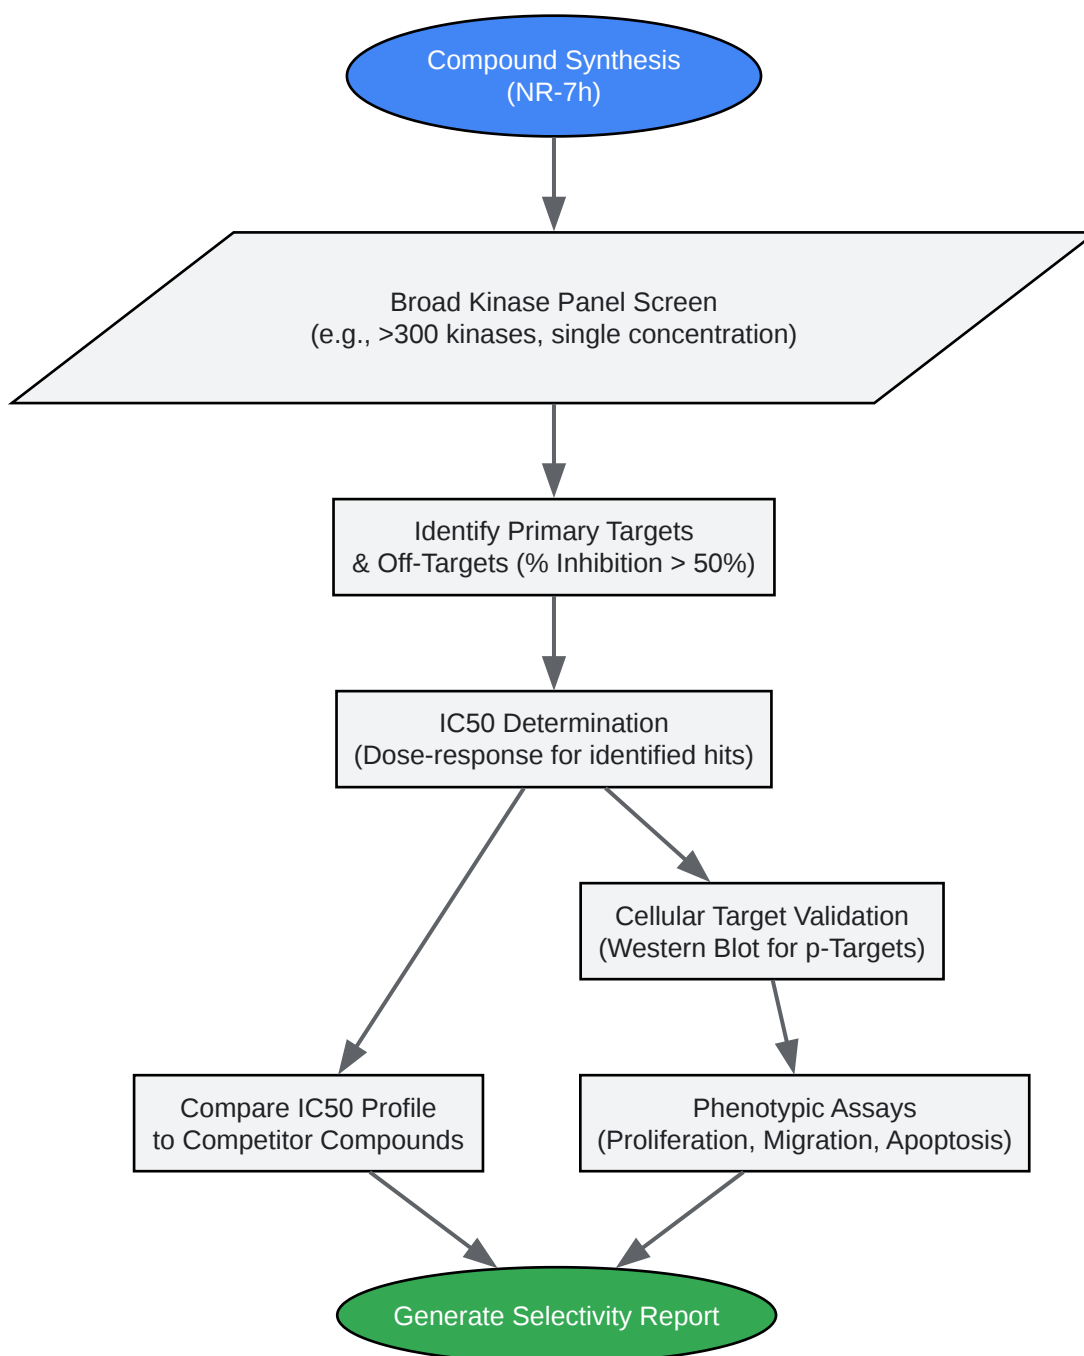 Compound Synthesis
(NR-7h)
Broad Kinase Panel Screen
(e.g., >300 kinases, single concentration)
Identify Primary Targets
& Off-Targets (% Inhibition > 50%)
IC50 Determination
(Dose-response for identified hits)
Cellular Target Validation
(Western Blot for p-Targets)
Compare IC50 Profile
to Competitor Compounds
Phenotypic Assays
(Proliferation, Migration, Apoptosis)
Generate Selectivity Report